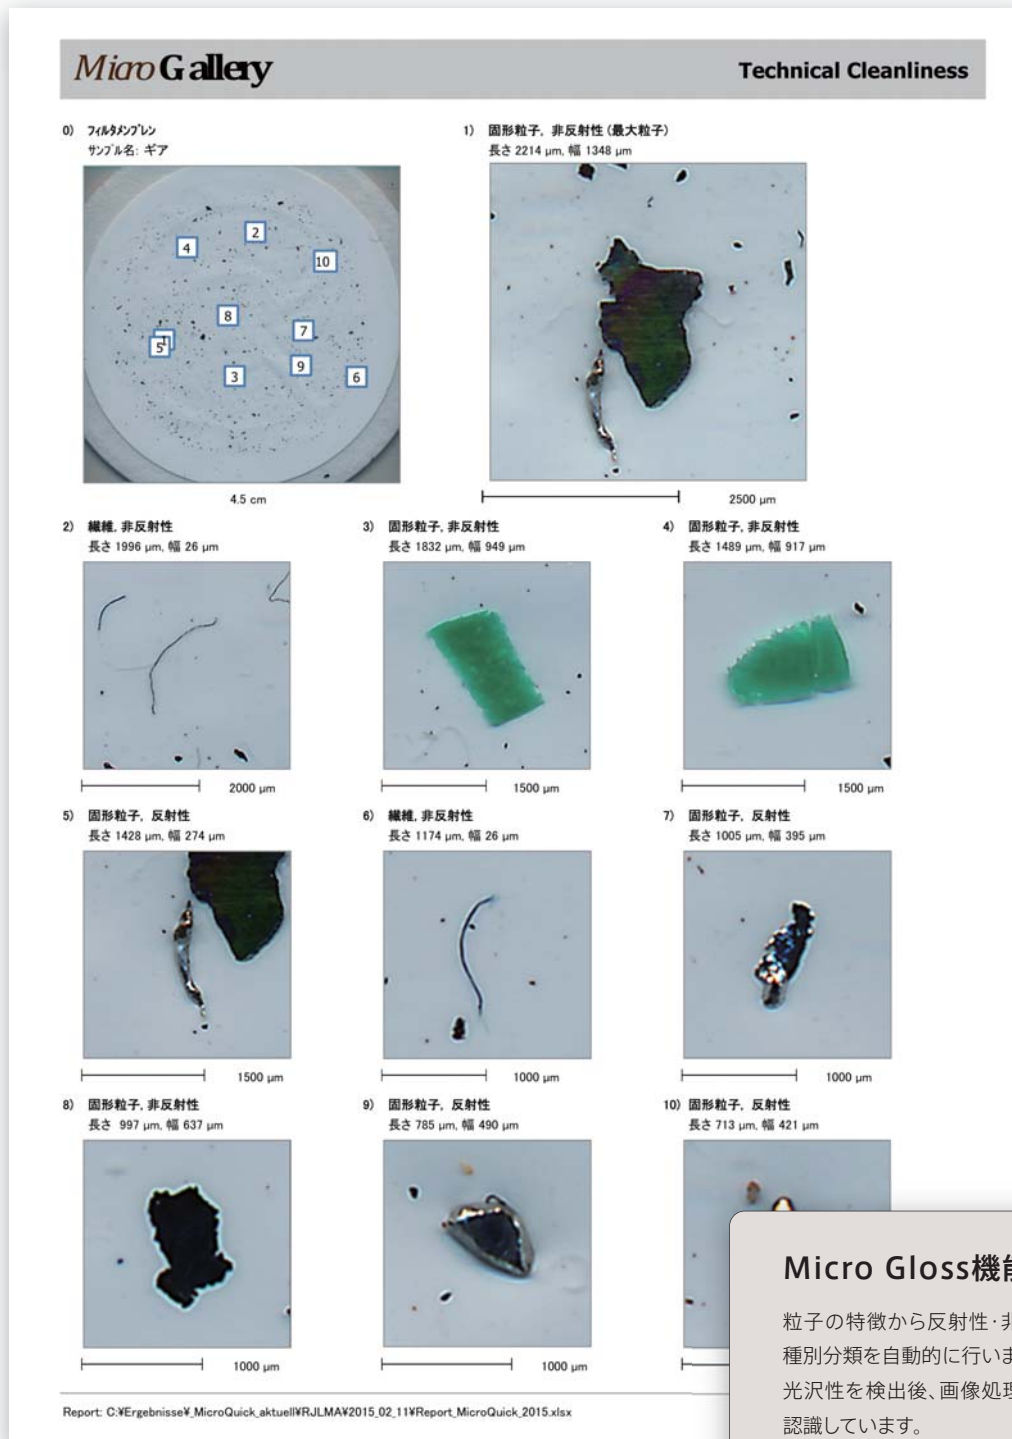 Micro Gallery
Technical Cleanliness
0) フィルタメンブレン
サンプル名: ギア
1) 固形粒子, 非反射性 (最大粒子)
長さ 2214 μm, 幅 1348 μm
4
2
10
8
7
1
5
3
9
6
4.5 cm
2500 μm
2) 繊維, 非反射性
長さ 1996 μm, 幅 26 μm
3) 固形粒子, 非反射性
長さ 1832 μm, 幅 949 μm
4) 固形粒子, 非反射性
長さ 1489 μm, 幅 917 μm
2000 μm
1500 μm
1500 μm
5) 固形粒子, 反射性
長さ 1428 μm, 幅 274 μm
6) 繊維, 非反射性
長さ 1174 μm, 幅 26 μm
7) 固形粒子, 反射性
長さ 1005 μm, 幅 395 μm
1500 μm
1000 μm
1000 μm
8) 固形粒子, 非反射性
長さ 997 μm, 幅 637 μm
9) 固形粒子, 反射性
長さ 785 μm, 幅 490 μm
10) 固形粒子, 反射性
長さ 713 μm, 幅 421 μm
1000 μm
1000 μm
Micro Gloss機能
粒子の特徴から反射性・非
種別分類を自動的に行いま
光沢性を検出後、画像処理
認識しています。
Report: C:¥Ergebnisse¥_MicroQuick_aktuell¥RJLMA¥2015_02_11¥Report_MicroQuick_2015.xlsx